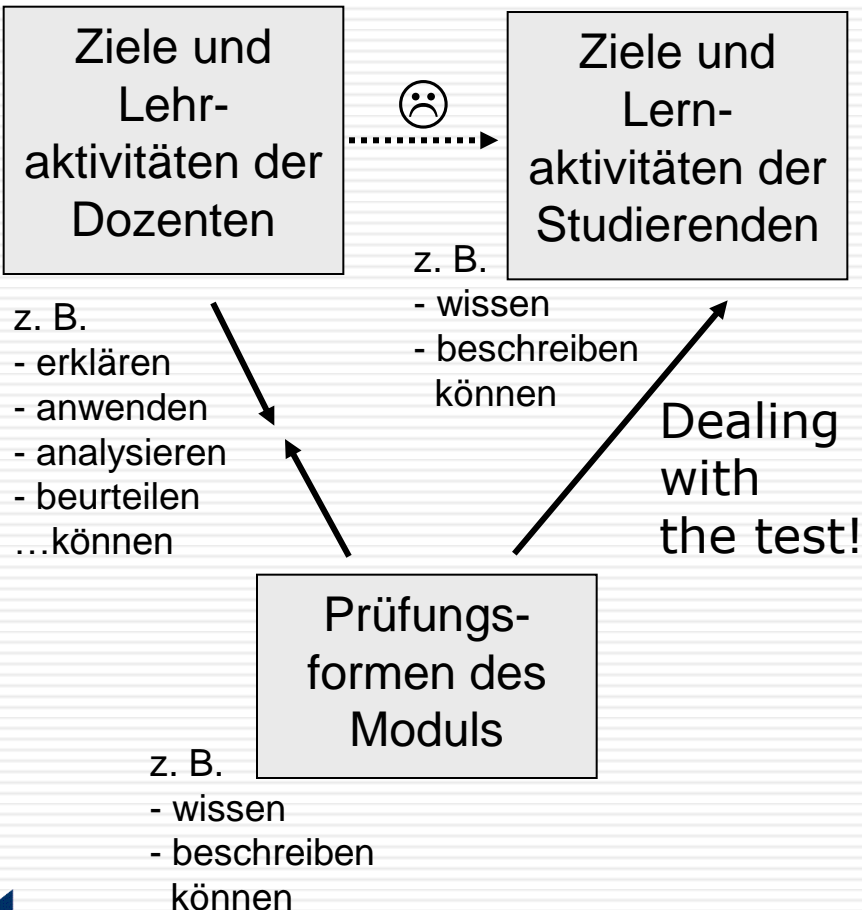 Ziele und
Lehr-
aktivitäten der
Dozenten
Ziele und
Lern-
aktivitäten der
Studierenden
z. B.
- erklären
- anwenden
- analysieren
- beurteilen
…können
z. B.
- wissen
- beschreiben
können
Dealing
with
the test!
Prüfungs-
formen des
Moduls
z. B.
- wissen
- beschreiben
können